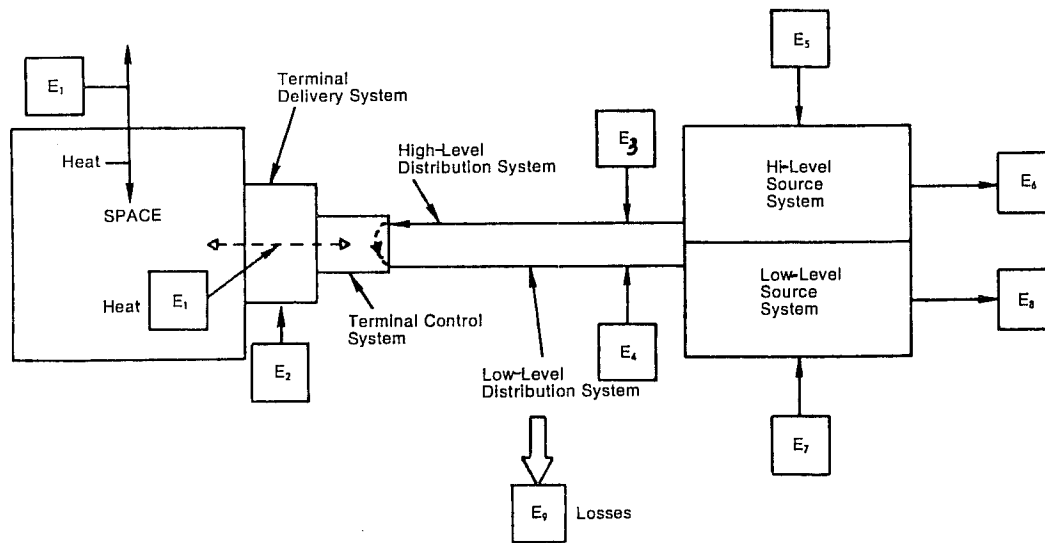 E₅
E₁
Terminal
Delivery System
E₃
High-Level
Distribution System
Heat
Hi-Level
Source
System
E₆
SPACE
Low-Level
Source
System
E₈
Heat
E₁
Terminal Control
System
E₂
E₄
Low-Level
Distribution System
E₇
E₉
Losses